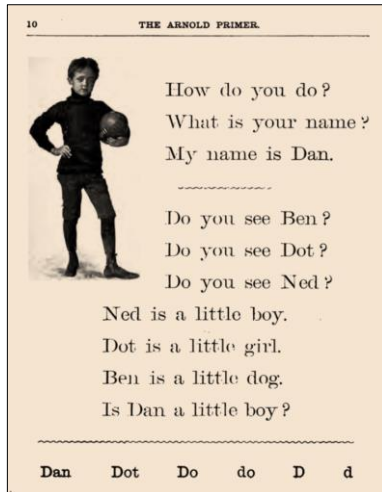 10
THE ARNOLD PRIMER.
How do you do?
What is your name?
My name is Dan.
Do you see Ben?
Do you see Dot?
Do you see Ned?
Ned is a little boy.
Dot is a little girl.
Ben is a little dog.
Is Dan a little boy?
Dan Dot Do do D d